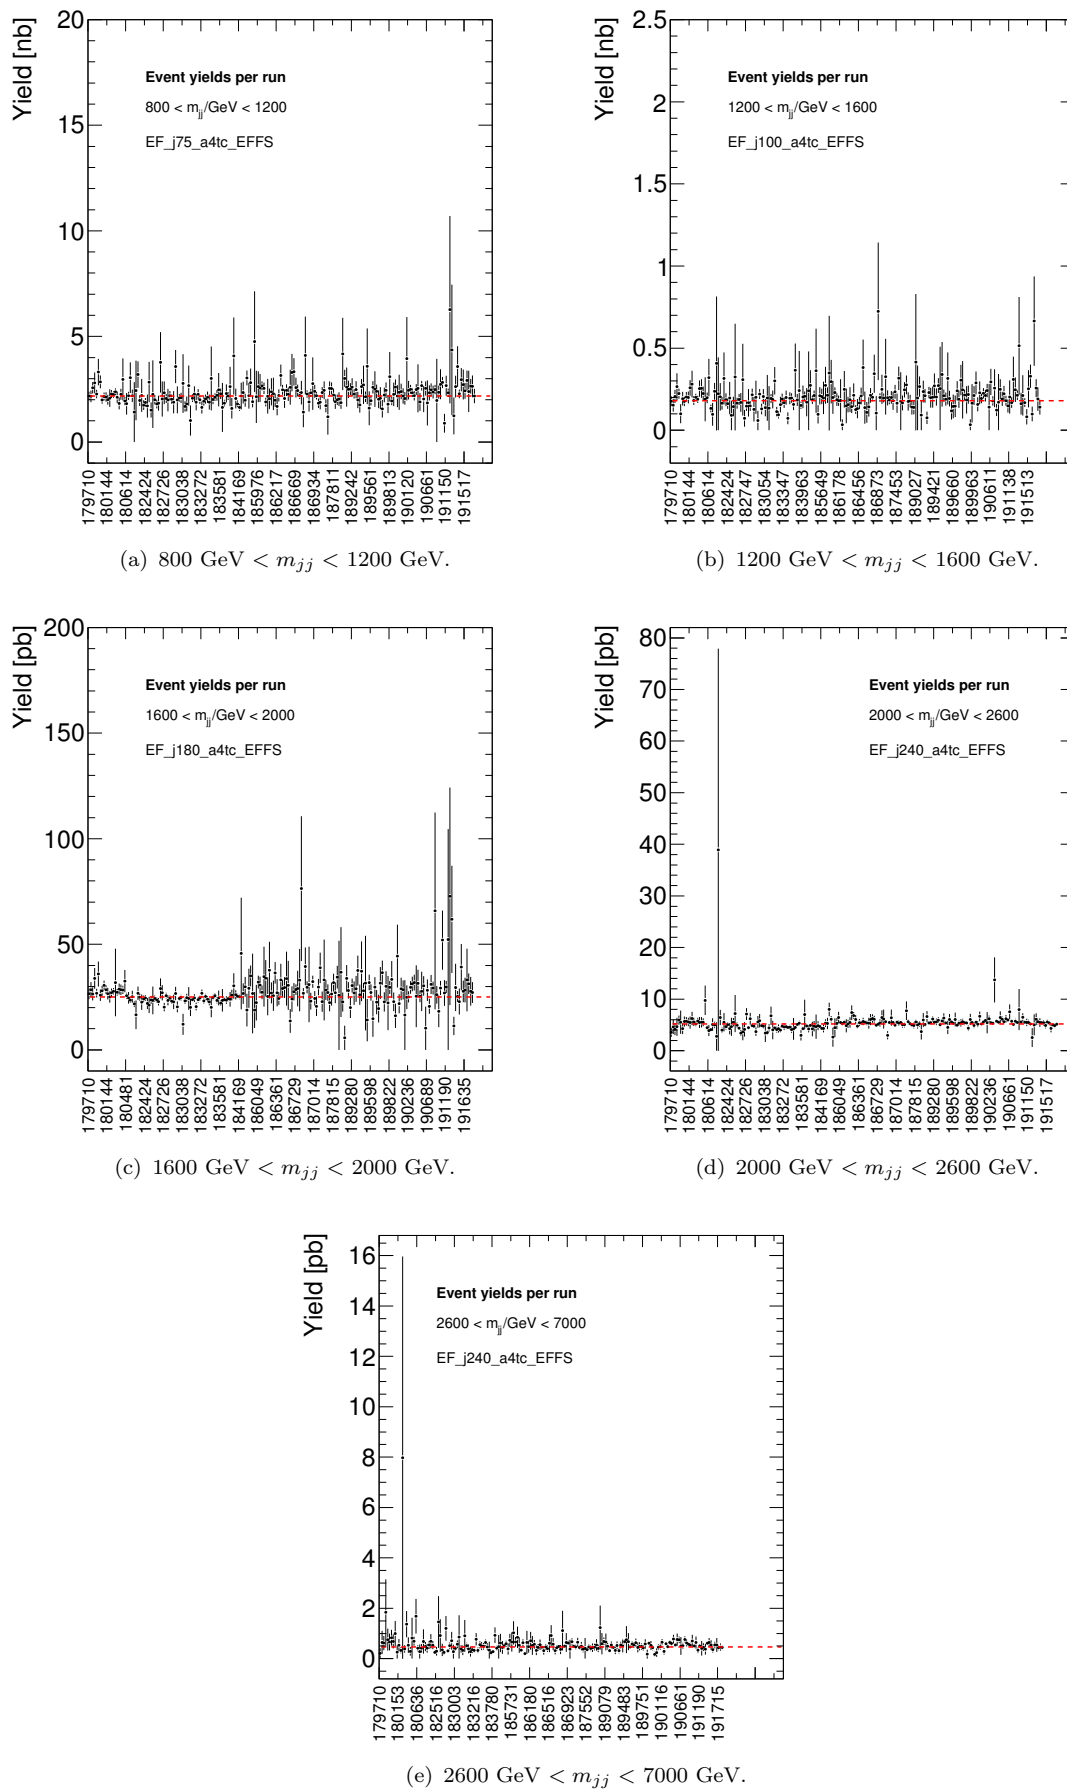 Yield [nb]
20
15
10
5
0
Event yields per run
800 < m_jj/GeV < 1200
EF_j75_a4tc_EFFS
179710 180144 180614 182424 182726 183038 183272 183581 184169 185976 186217 186669 186934 187811 189242 189561 189813 190120 190661 191150 191517
(a) 800 GeV < m_jj < 1200 GeV.
Yield [nb]
2.5
2
1.5
1
0.5
0
Event yields per run
1200 < m_jj/GeV < 1600
EF_j100_a4tc_EFFS
179710 180144 180614 182424 182747 183054 183347 183963 185649 186178 186456 186873 187453 189027 189421 189660 189963 190611 191138 191513
(b) 1200 GeV < m_jj < 1600 GeV.
Yield [pb]
200
150
100
50
0
Event yields per run
1600 < m_jj/GeV < 2000
EF_j180_a4tc_EFFS
179710 180144 180481 182424 182726 183038 183272 183581 184169 186049 186361 186729 187014 187815 189280 189598 189822 190236 190689 191190 191635
(c) 1600 GeV < m_jj < 2000 GeV.
Yield [pb]
80
70
60
50
40
30
20
10
0
Event yields per run
2000 < m_jj/GeV < 2600
EF_j240_a4tc_EFFS
179710 180144 180614 182424 182726 183038 183272 183581 184169 186049 186361 186729 187014 187815 189280 189598 189822 190236 190661 191150 191517
(d) 2000 GeV < m_jj < 2600 GeV.
Yield [pb]
16
14
12
10
8
6
4
2
0
Event yields per run
2600 < m_jj/GeV < 7000
EF_j240_a4tc_EFFS
179710 180153 180636 182516 183003 183216 183780 185731 186180 186516 186923 187552 189079 189483 189751 190116 190661 191190 191715
(e) 2600 GeV < m_jj < 7000 GeV.